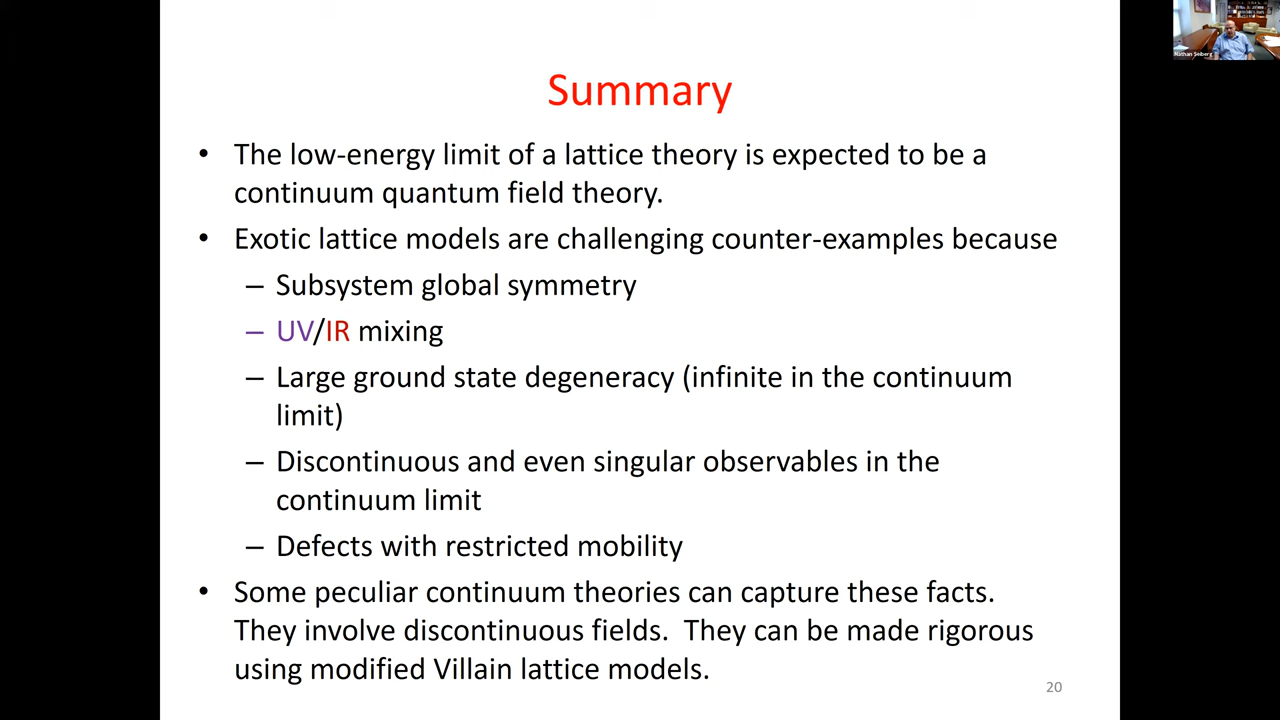 Nathan Seiberg
Summary
• The low-energy limit of a lattice theory is expected to be a
continuum quantum field theory.
• Exotic lattice models are challenging counter-examples because
– Subsystem global symmetry
– UV/IR mixing
– Large ground state degeneracy (infinite in the continuum
limit)
– Discontinuous and even singular observables in the
continuum limit
– Defects with restricted mobility
• Some peculiar continuum theories can capture these facts.
They involve discontinuous fields.  They can be made rigorous
using modified Villain lattice models.
20